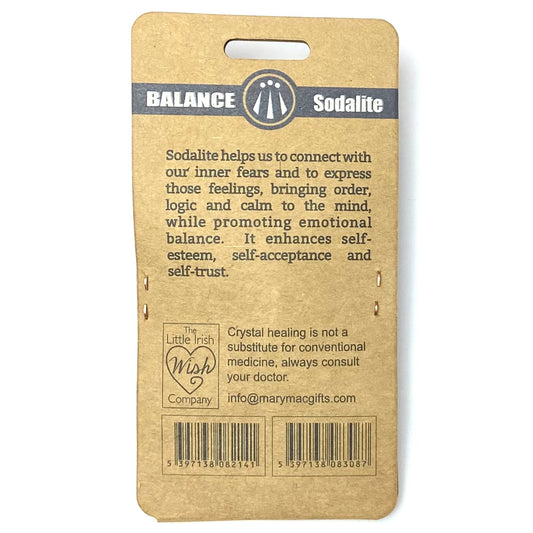 BALANCE Sodalite
Sodalite helps us to connect with
our inner fears and to express
those feelings, bringing order,
logic and calm to the mind,
while promoting emotional
balance. It enhances self-
esteem, self-acceptance and
self-trust.
The
Little Irish
Wish
Company
Crystal healing is not a
substitute for conventional
medicine, always consult
your doctor.
info@marymacgifts.com
5 397138 082141
5 397138 083087